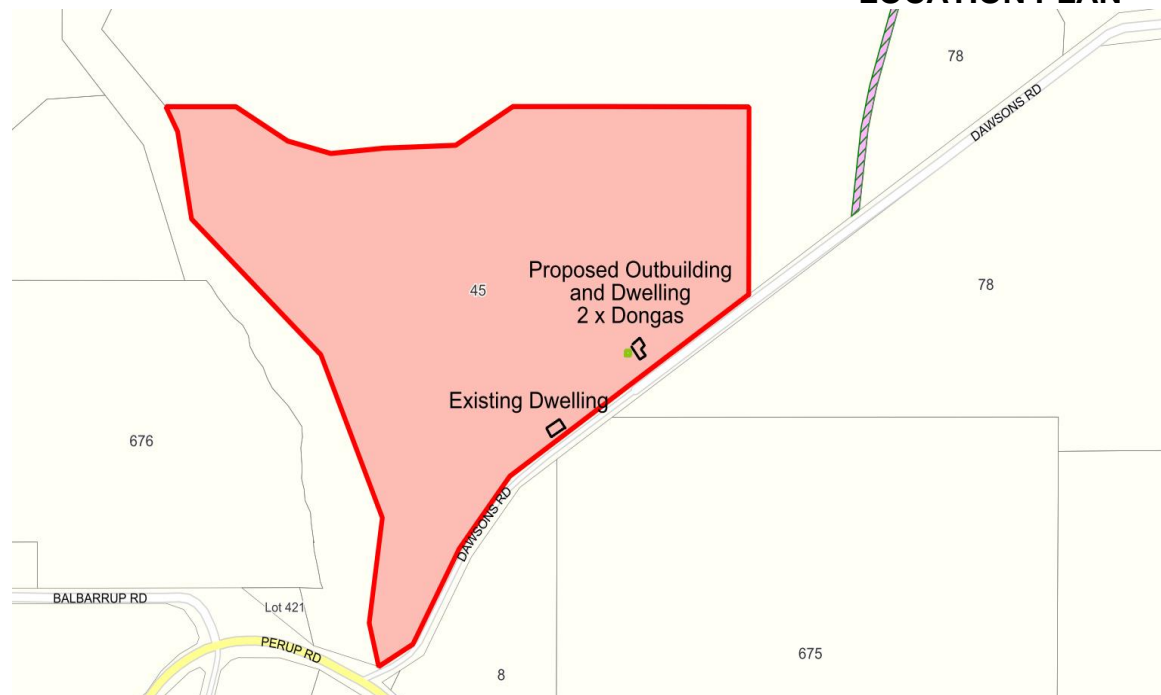 LOCATION PLAN
78
DAWSONS RD
Proposed Outbuilding
and Dwelling
2 x Dongas
45
78
Existing Dwelling
676
DAWSONS RD
BALBARRUP RD
Lot 421
PERUP RD
8
675